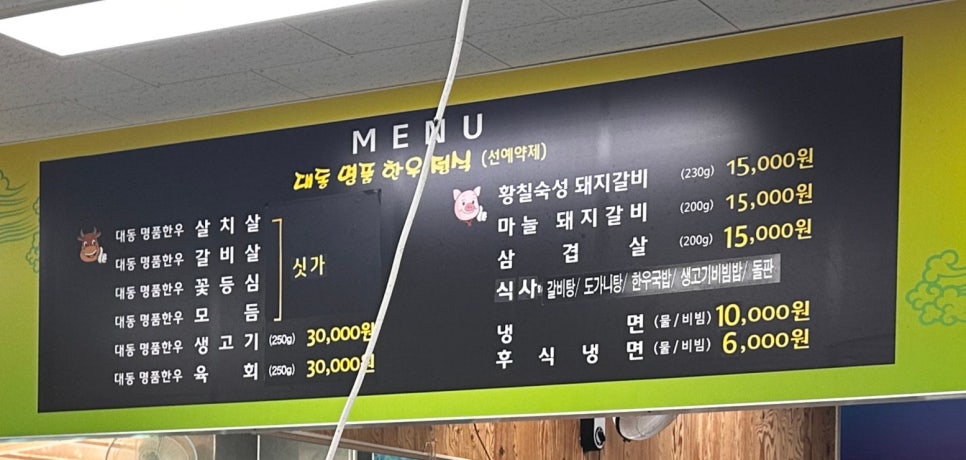 MENU
대동 명품 한우 정식 (선예약제)
대동 명품한우 살치살
대동 명품한우 갈비살
대동 명품한우 꽃등심
대동 명품한우 모듬
싯가
대동 명품한우 생고기 (250g) 30,000원
대동 명품한우 육회 (250g) 30,000원
황칠숙성 돼지갈비 (230g) 15,000원
마늘 돼지갈비 (200g) 15,000원
삼겹살 (200g) 15,000원
식사: 갈비탕/ 도가니탕/ 한우국밥/ 생고기비빔밥/ 돌판
냉면 (물/비빔) 10,000원
후식냉면 (물/비빔) 6,000원